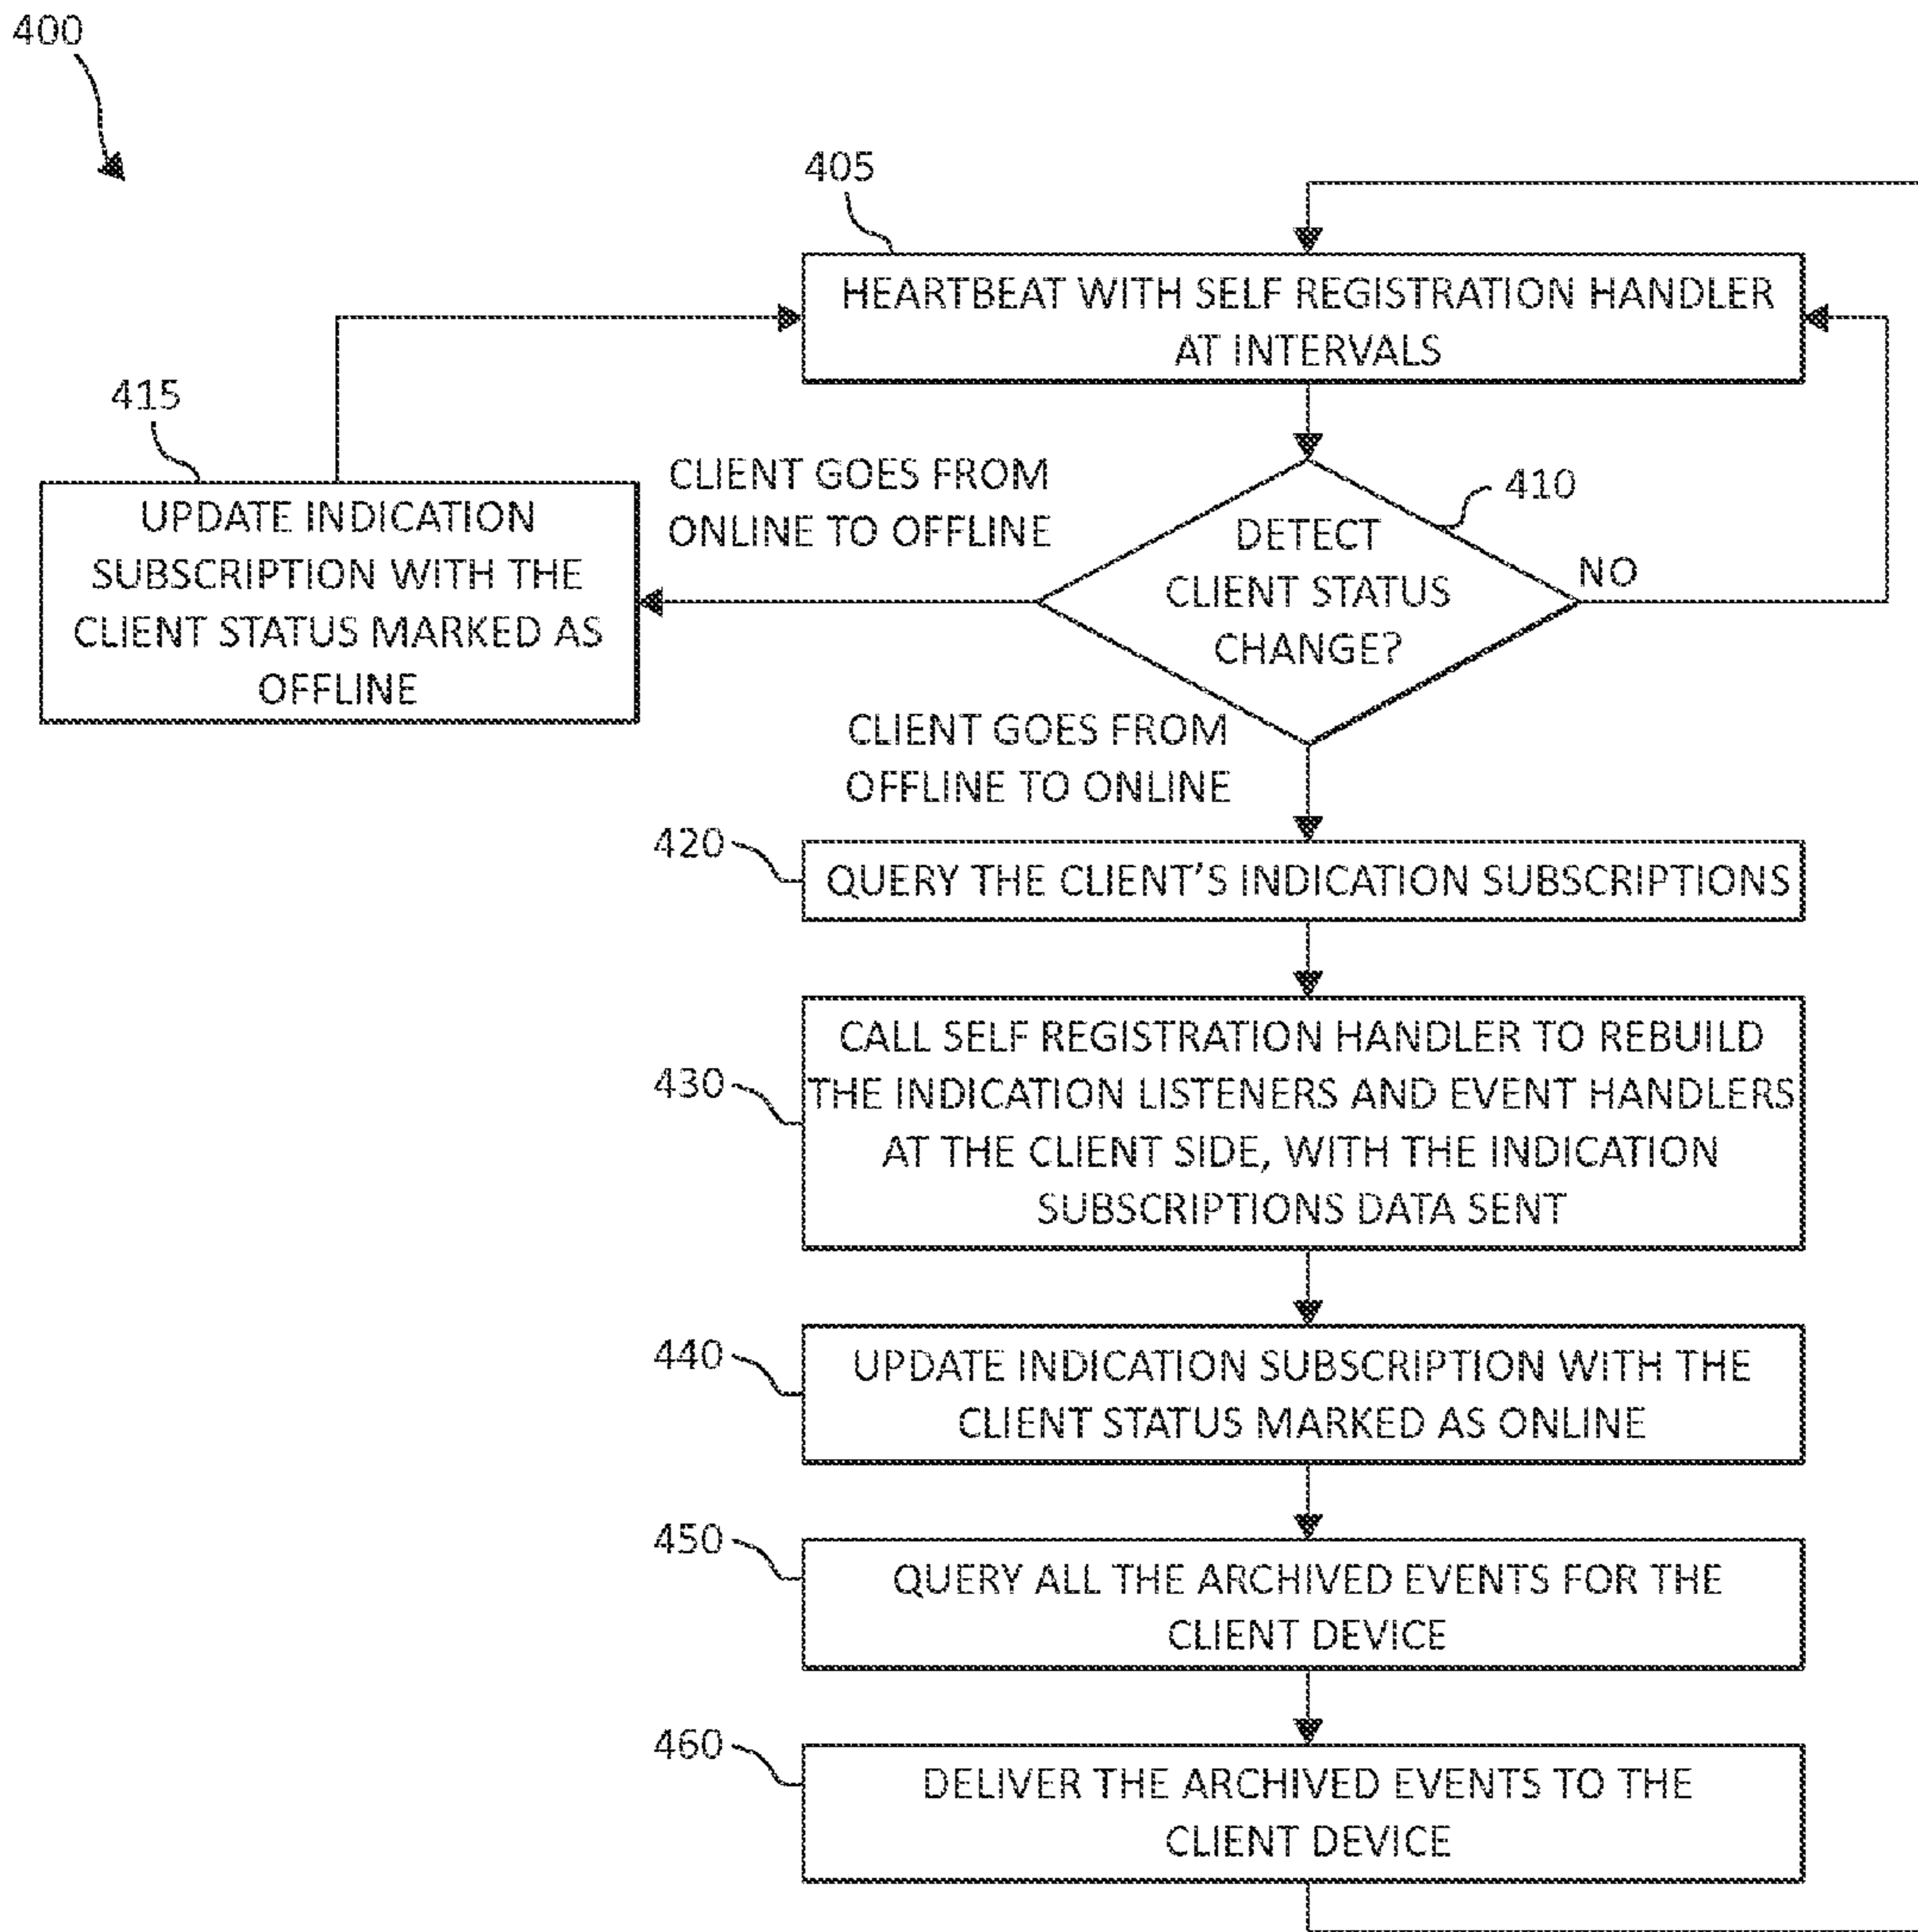 400
405
HEARTBEAT WITH SELF REGISTRATION HANDLER
AT INTERVALS
415
UPDATE INDICATION
SUBSCRIPTION WITH THE
CLIENT STATUS MARKED AS
OFFLINE
CLIENT GOES FROM
ONLINE TO OFFLINE
410
DETECT
CLIENT STATUS
CHANGE?
NO
CLIENT GOES FROM
OFFLINE TO ONLINE
420
QUERY THE CLIENT'S INDICATION SUBSCRIPTIONS
430
CALL SELF REGISTRATION HANDLER TO REBUILD
THE INDICATION LISTENERS AND EVENT HANDLERS
AT THE CLIENT SIDE, WITH THE INDICATION
SUBSCRIPTIONS DATA SENT
440
UPDATE INDICATION SUBSCRIPTION WITH THE
CLIENT STATUS MARKED AS ONLINE
450
QUERY ALL THE ARCHIVED EVENTS FOR THE
CLIENT DEVICE
460
DELIVER THE ARCHIVED EVENTS TO THE
CLIENT DEVICE